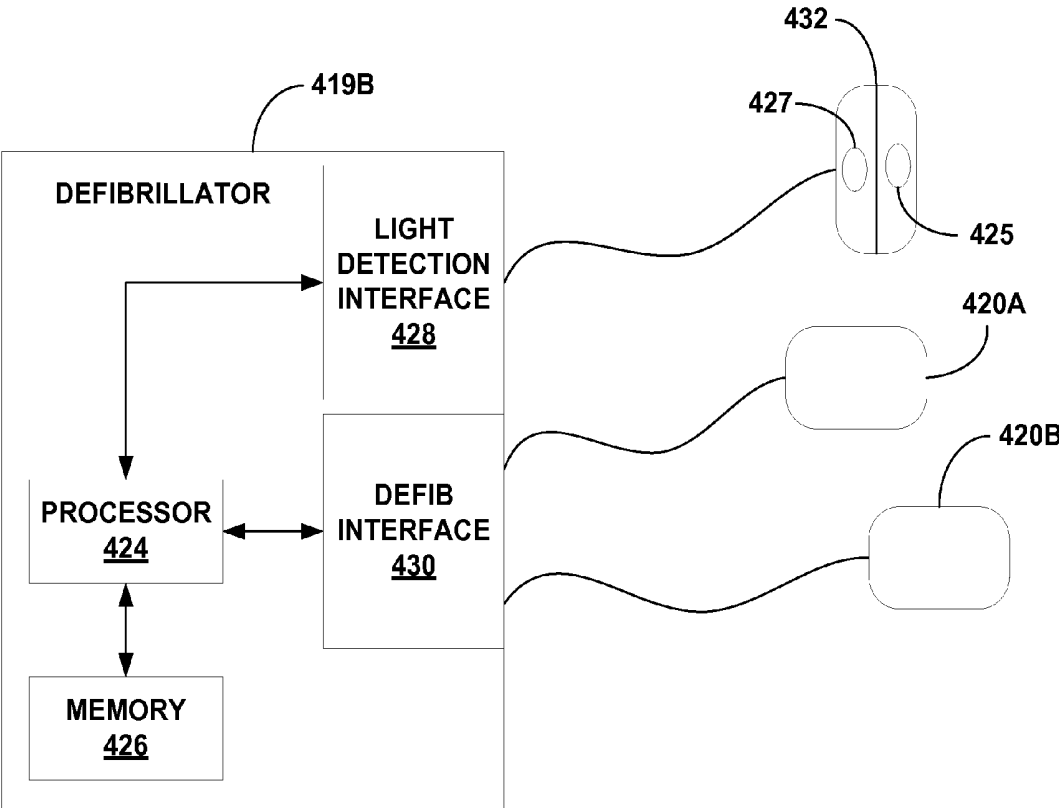 432
419B
427
DEFIBRILLATOR
LIGHT
DETECTION
INTERFACE
428
425
420A
420B
PROCESSOR
424
DEFIB
INTERFACE
430
MEMORY
426